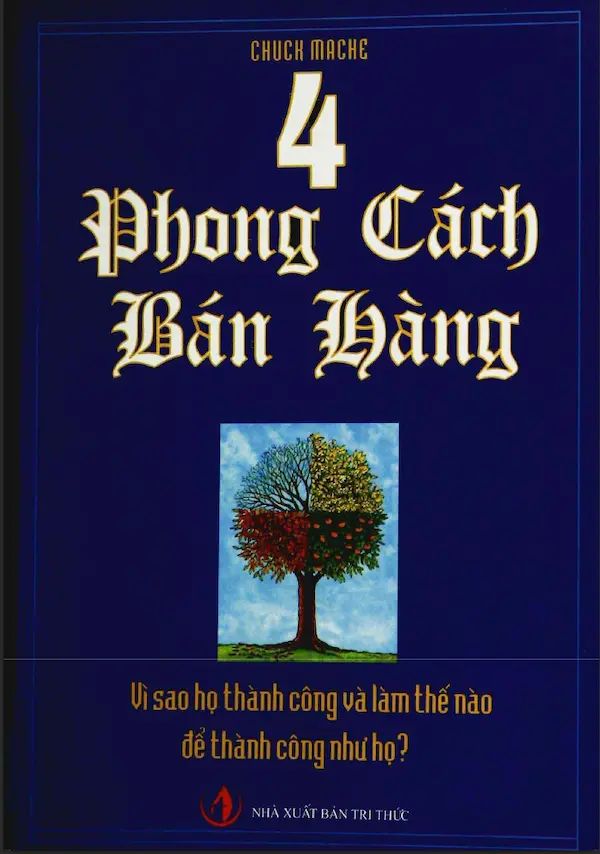 CHUCK MACHE
4
Phong Cách
Bán Hàng
Vì sao họ thành công và làm thế nào
để thành công như họ?
NHÀ XUẤT BẢN TRI THỨC